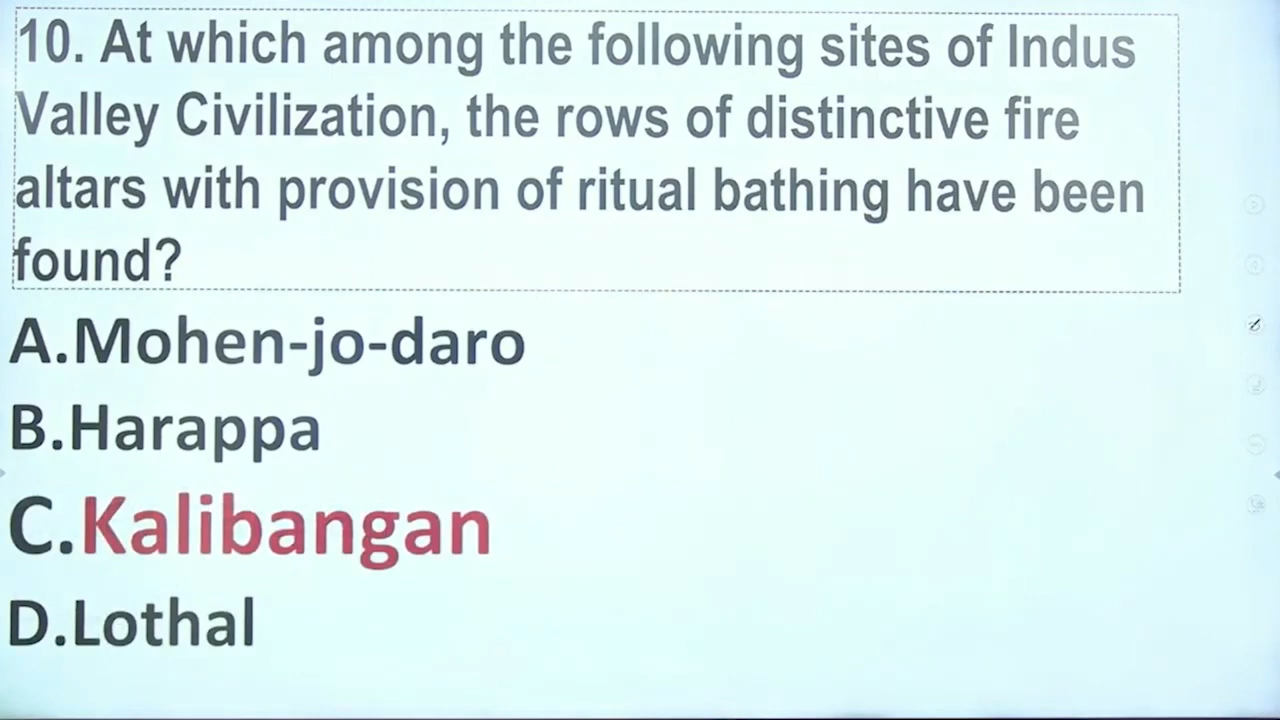 10. At which among the following sites of Indus
Valley Civilization, the rows of distinctive fire
altars with provision of ritual bathing have been
found?
A.Mohen-jo-daro
B.Harappa
C.Kalibangan
D.Lothal